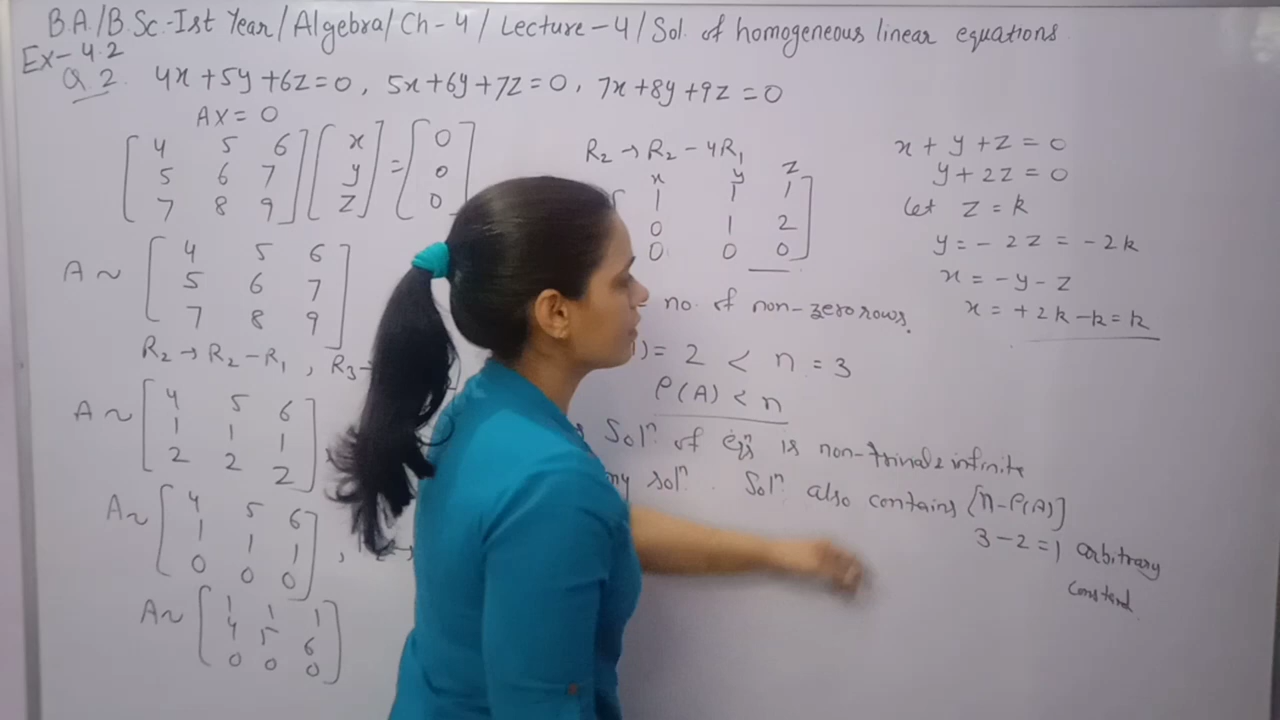 B.A./B.Sc.-Ist Year/Algebra/Ch-4/Lecture-4/Sol. of homogeneous linear equations
Ex-4.2
Q.2. 4x+5y+6z=0, 5x+6y+7z=0, 7x+8y+9z=0
AX=0
[4 5 6] [x] = [0]
[5 6 7] [y] [0]
[7 8 9] [z] [0]
A~ [4 5 6]
[5 6 7]
[7 8 9]
R2→R2-R1, R3-
A~ [4 5 6]
[1 1 1]
[2 2 2]
A~ [4 5 6]
[1 1 1]
[0 0 0],
A~ [1 1 1]
[4 5 6]
[0 0 0]
R2→R2-4R1
x y z
1 1 1]
0 1 2
0 0 0]
no. of non-zero rows.
)=2 < n=3
ρ(A) < n
Solⁿ. of eqⁿs is non-trival & infinite
solⁿ. Solⁿ. also contains [n-ρ(A)]
3-2=1 arbitrary
constend
x+y+z=0
y+2z=0
Let z=k
y=-2z=-2k
x=-y-z
x=+2k-k=k